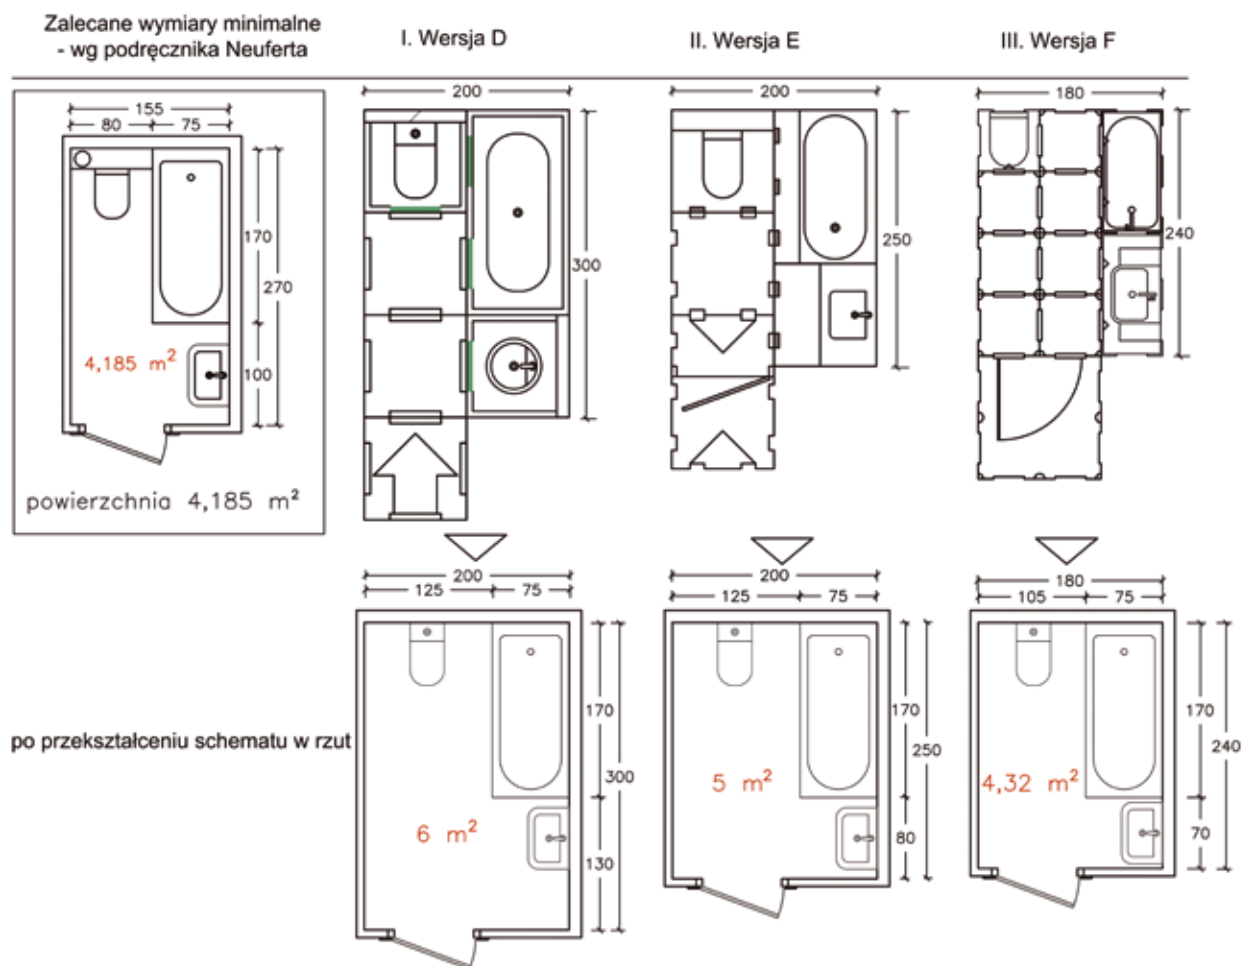 Zalecane wymiary minimalne
- wg podręcznika Neuferta
I. Wersja D
II. Wersja E
III. Wersja F
155
80
75
170
270
100
4,185 m²
powierzchnia 4,185 m²
200
300
200
250
180
240
po przekształceniu schematu w rzut
200
125
75
170
300
130
6 m²
200
125
75
170
250
80
5 m²
180
105
75
170
240
70
4,32 m²